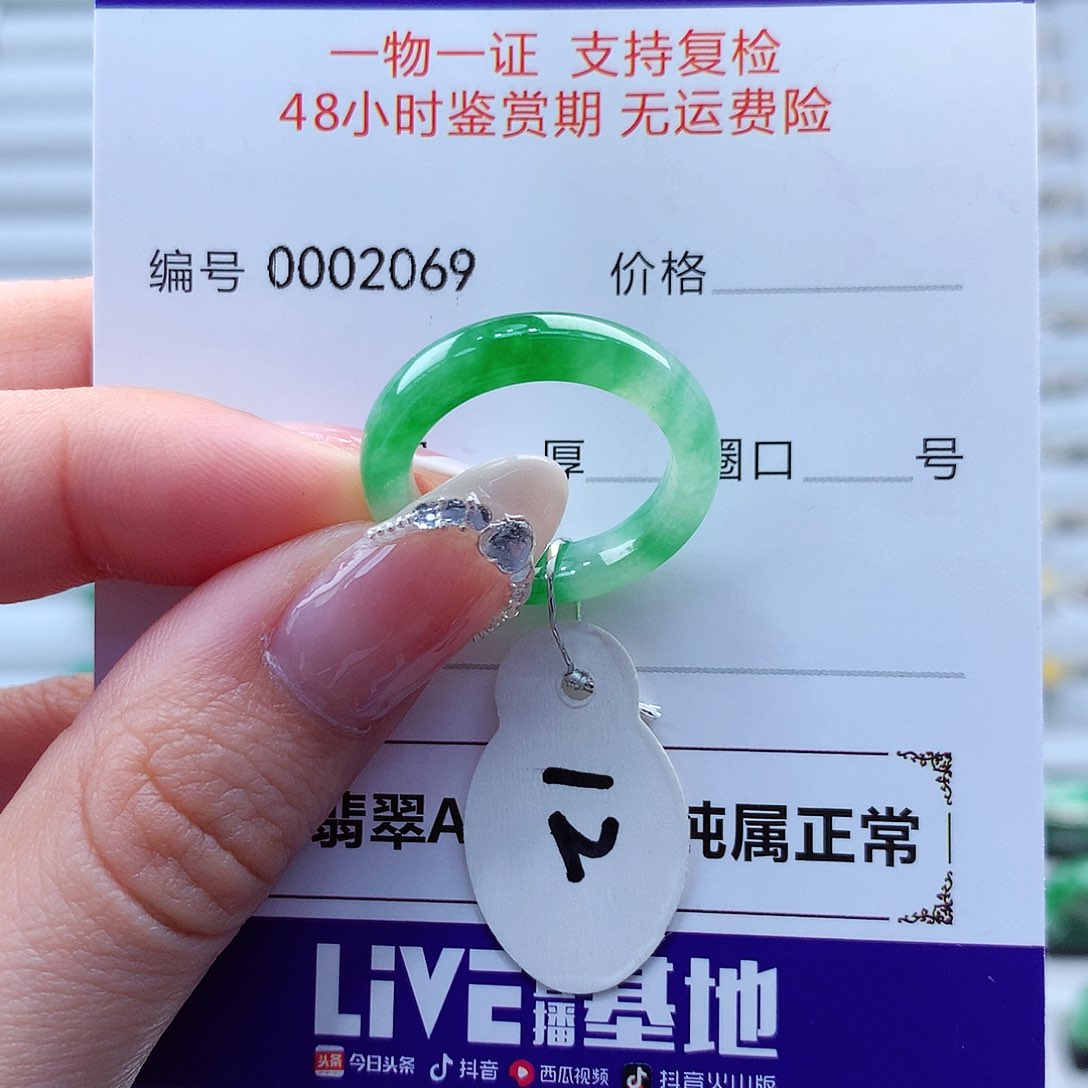 一物一证 支持复检
48小时鉴赏期 无运费险
编号 0002069 价格
厚 圈口 号
翡翠A 纯属正常
12
LiVE直播基地
头条 今日头条 抖音 西瓜视频 抖音火山版